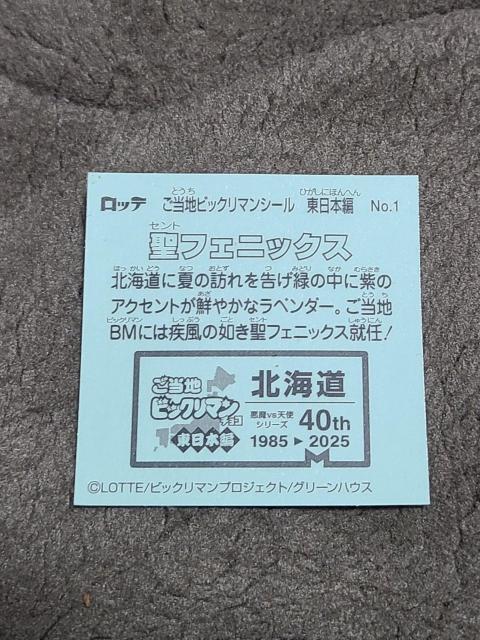 ロッテ ご当地ビックリマンシール 東日本編 No.1
聖フェニックス
北海道に夏の訪れを告げ緑の中に紫の
アクセントが鮮やかなラベンダー。ご当地
BMには疾風の如き聖フェニックス就任!
ご当地
ビックリマン
チョコ
東日本編
北海道
悪魔vs天使
シリーズ 40th
1985▶2025
©LOTTE/ビックリマンプロジェクト/グリーンハウス